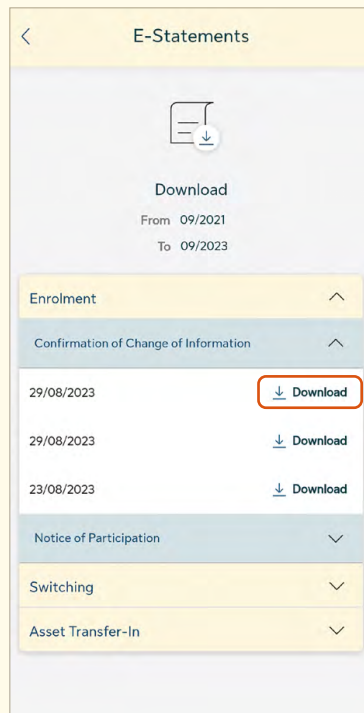 E-Statements
Download
From 09/2021
To 09/2023
Enrolment
Confirmation of Change of Information
29/08/2023 Download
29/08/2023 Download
23/08/2023 Download
Notice of Participation
Switching
Asset Transfer-In